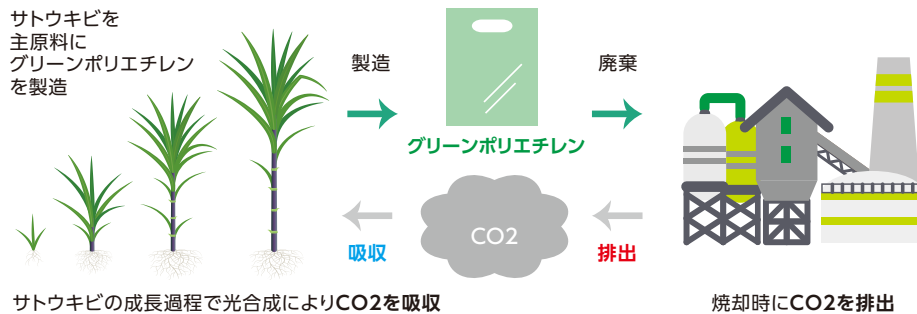 サトウキビを
主原料に
グリーンポリエチレン
を製造
製造
廃棄
グリーンポリエチレン
CO2
吸収
排出
サトウキビの成長過程で光合成によりCO2を吸収
焼却時にCO2を排出